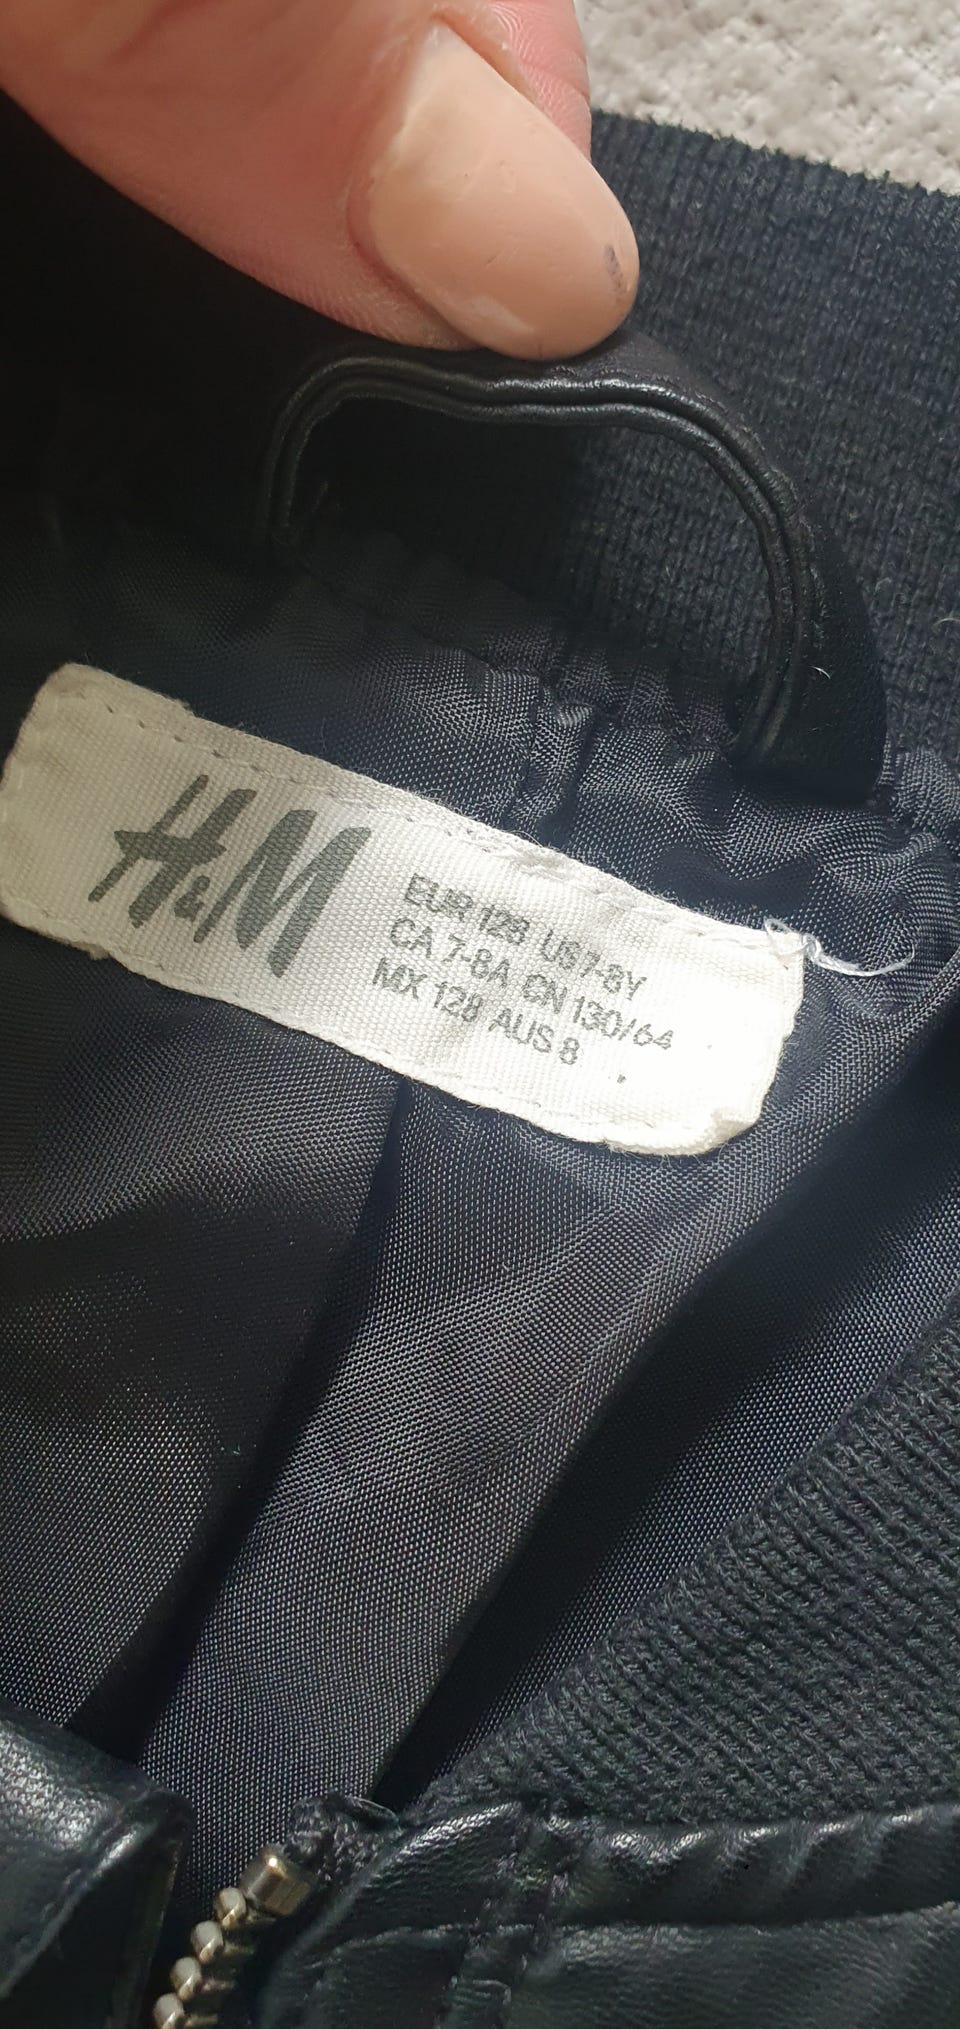 H&M
EUR 128 US 7-8Y
CA 7-8A CN 130/64
MX 128 AUS 8